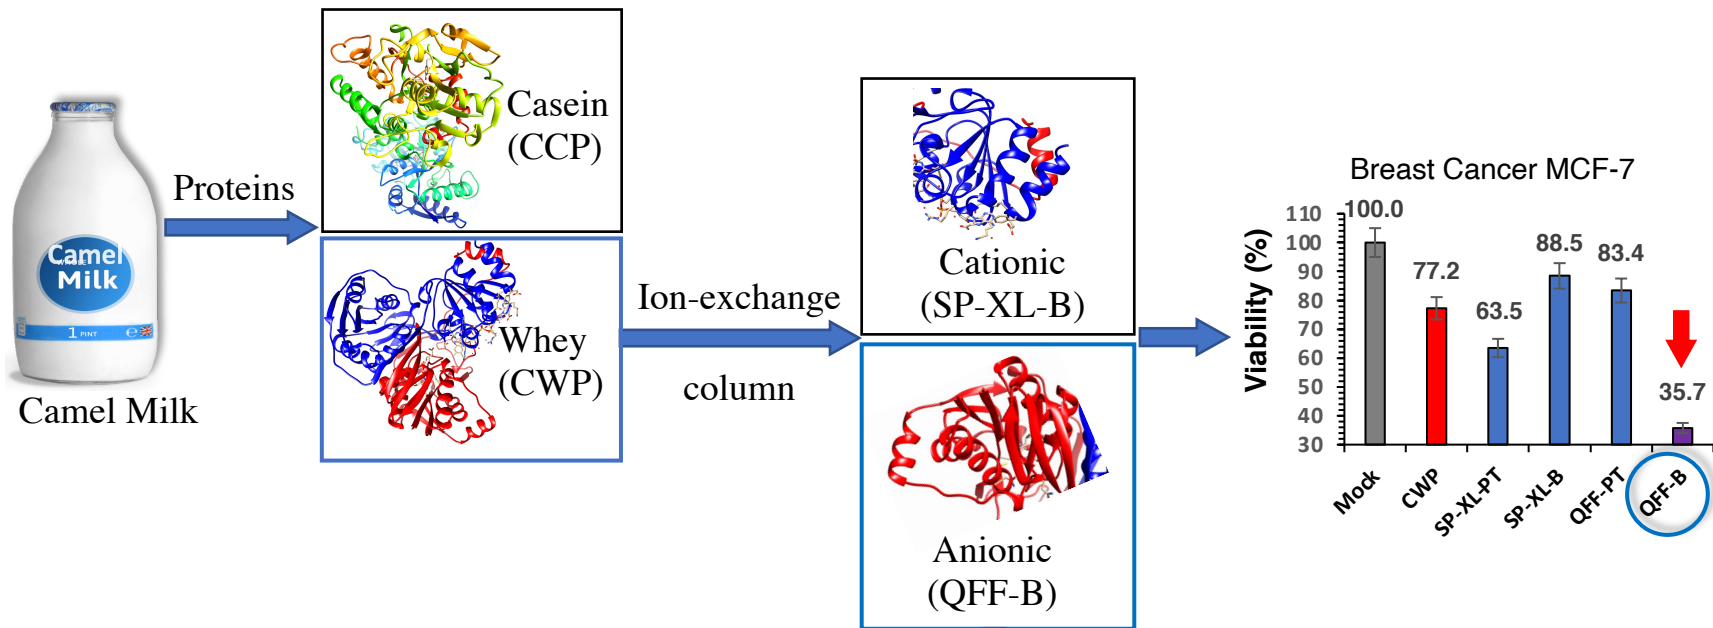 Camel
WHOLE
Milk
1 PINT
Camel Milk
Proteins
Casein
(CCP)
Whey
(CWP)
Ion-exchange
column
Cationic
(SP-XL-B)
Anionic
(QFF-B)
Breast Cancer MCF-7
Viability (%)
110
100
90
80
70
60
50
40
30
100.0
77.2
63.5
88.5
83.4
35.7
Mock
CWP
SP-XL-PT
SP-XL-B
QFF-PT
QFF-B